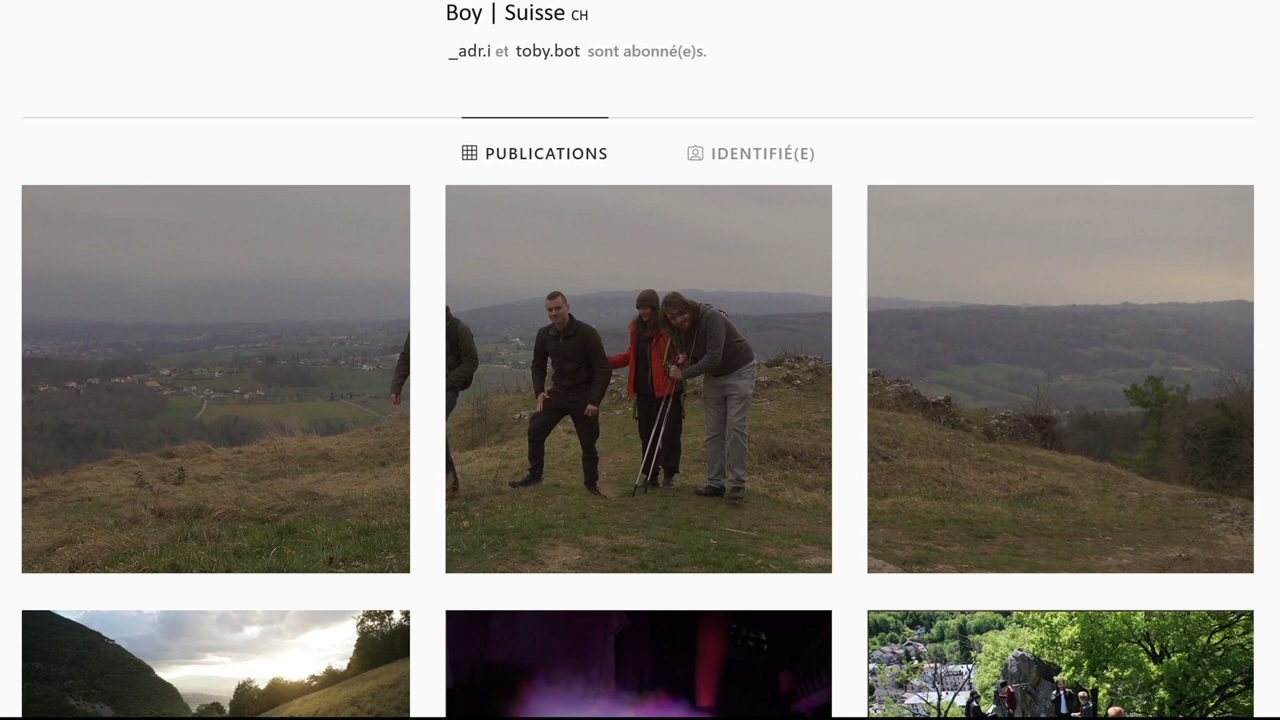 Boy | Suisse CH
_adr.i et toby.bot sont abonné(e)s.
PUBLICATIONS
IDENTIFIÉ(E)